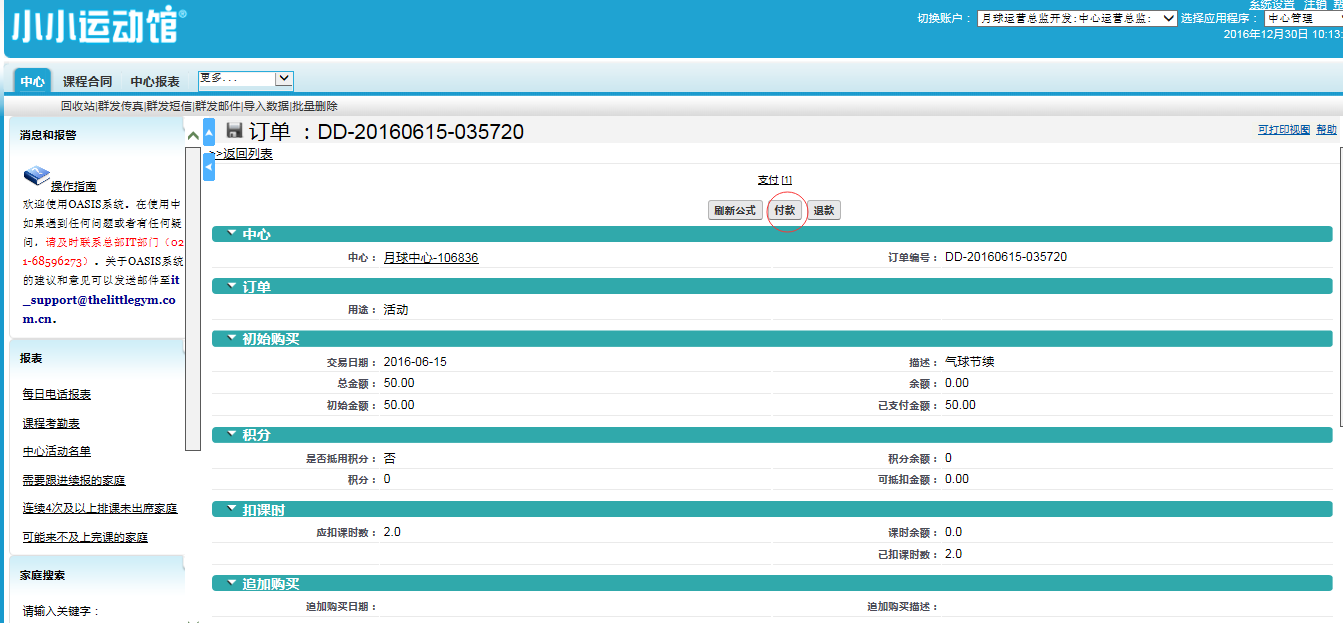 小小运动馆®
系统设置 注销
切换账户： 月球运营总监开发:中心运营总监: 选择应用程序： 中心管理
2016年12月30日 10:13:
中心 课程合同 中心报表 更多...
回收站|群发传真|群发短信|群发邮件|导入数据|批量删除
消息和报警
操作指南
欢迎使用OASIS系统。在使用中
如果遇到任何问题或者有任何疑
问，请及时联系总部IT部门（02
1-68596273）。关于OASIS系统
的建议和意见可以发送邮件至it
_support@thelittlegym.co
m.cn。
报表
每日电话报表
课程考勤表
中心活动名单
需要跟进续报的家庭
连续4次及以上排课未出席家庭
可能来不及上完课的家庭
家庭搜索
请输入关键字：
订单 ：DD-20160615-035720
可打印视图 帮助
>>返回列表
支付 [1]
刷新公式 付款 退款
中心
中心： 月球中心-106836 订单编号： DD-20160615-035720
订单
用途： 活动
初始购买
交易日期： 2016-06-15 描述： 气球节续
总金额： 50.00 余额： 0.00
初始金额： 50.00 已支付金额： 50.00
积分
是否抵用积分： 否 积分余额： 0
积分： 0 可抵扣金额： 0.00
扣课时
应扣课时数： 2.0 课时余额： 0.0
已扣课时数： 2.0
追加购买
追加购买日期： 追加购买描述：